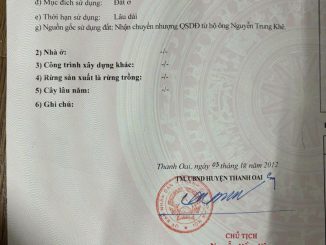 đ) Mục đích sử dụng: Đất ở
e) Thời hạn sử dụng: Lâu dài
g) Nguồn gốc sử dụng đất: Nhận chuyển nhượng QSDĐ từ hộ ông Nguyễn Trung Khê.
2) Nhà ở: -/-
3) Công trình xây dựng khác: -/-
4) Rừng sản xuất là rừng trồng: -/-
5) Cây lâu năm: -/-
6) Ghi chú:
Thanh Oai, ngày 03 tháng 12 năm 2012
TM.UBND HUYỆN THANH OAI
CHỦ TỊCH